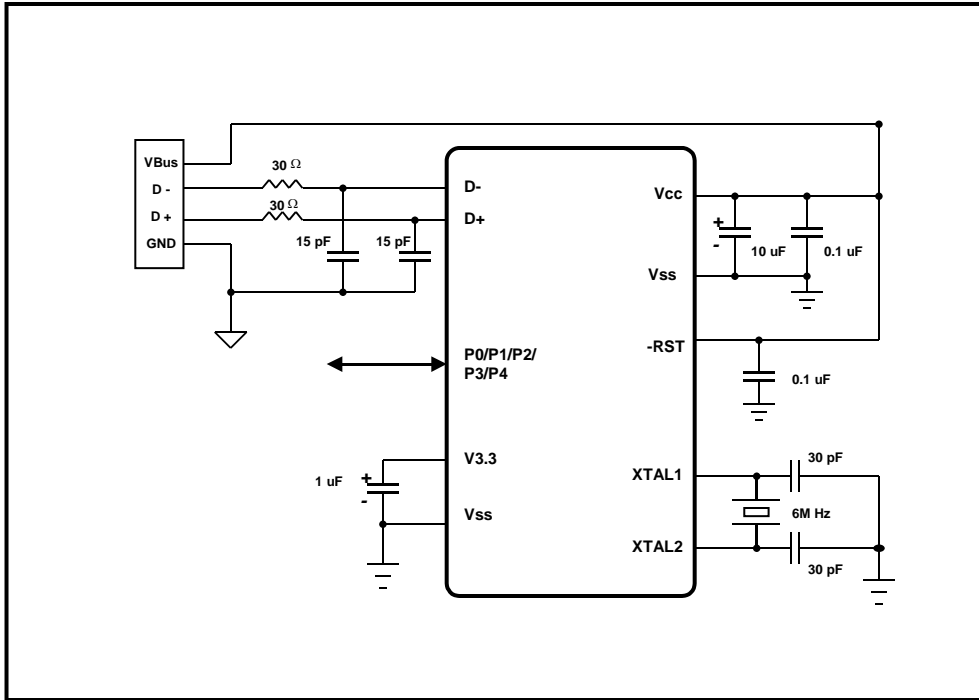 VBus
D -
D +
GND
30 Ω
30 Ω
15 pF
15 pF
D-
D+
P0/P1/P2/
P3/P4
V3.3
Vss
1 uF
+
-
Vcc
Vss
-RST
XTAL1
XTAL2
+
-
10 uF
0.1 uF
0.1 uF
30 pF
6M Hz
30 pF